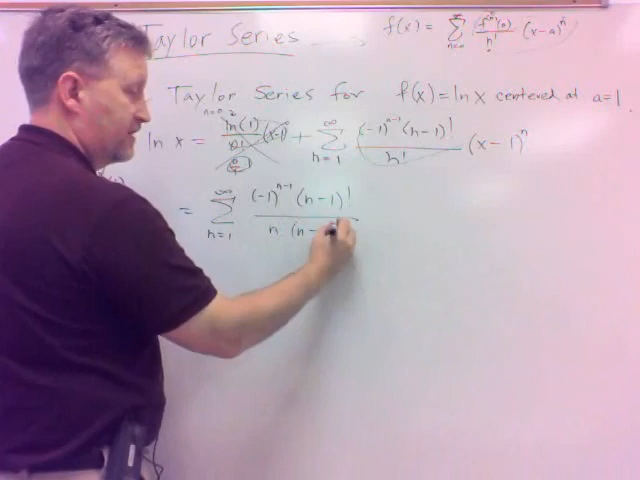 Taylor Series
f(x) = ∑_{n=0}^{∞} f^{(n)}(a)/n! (x-a)^n
Taylor Series for f(x) = ln x centered at a=1.
ln x = ln(1)/0! (x-1)^0 + ∑_{n=1}^{∞} (-1)^{n-1} (n-1)!/n! (x-1)^n
= ∑_{n=1}^{∞} (-1)^{n-1} (n-1)!/n (n-